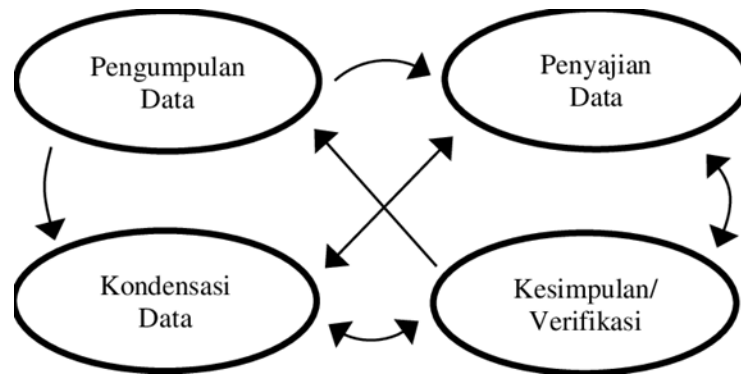 Pengumpulan
Data
Penyajian
Data
Kondensasi
Data
Kesimpulan/
Verifikasi